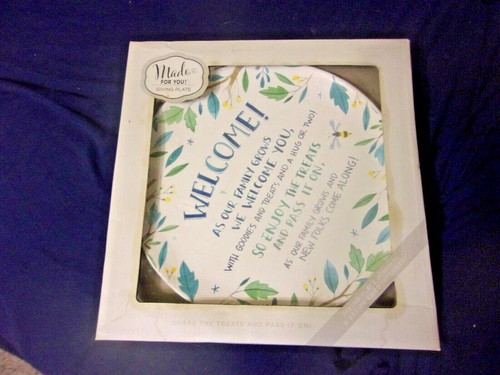 Made
FOR YOU!
GIVING PLATE
WELCOME!
AS OUR FAMILY GROWS
WE WELCOME YOU,
WITH GOODIES AND TREATS AND A HUG OR TWO!
SO ENJOY THE TREATS
AND PASS IT ON,
AS OUR FAMILY GROWS AND
NEW FOLKS COME ALONG!
SHARE THE TREATS AND PASS IT ON!